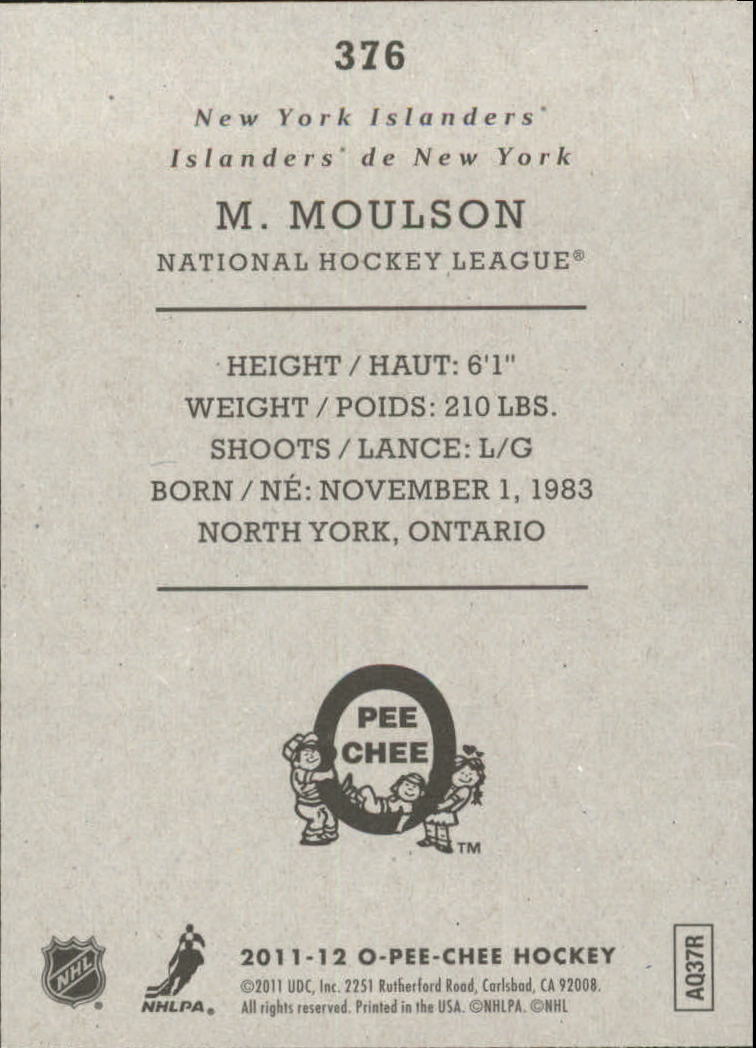 376
New York Islanders*
Islanders* de New York
M. MOULSON
NATIONAL HOCKEY LEAGUE®
HEIGHT / HAUT: 6'1"
WEIGHT / POIDS: 210 LBS.
SHOOTS / LANCE: L/G
BORN / NÉ: NOVEMBER 1, 1983
NORTH YORK, ONTARIO
O
PEE
CHEE
TM
NHL
®
NHLPA®
2011-12 O-PEE-CHEE HOCKEY
©2011 UDC, Inc. 2251 Rutherford Road, Carlsbad, CA 92008.
All rights reserved. Printed in the USA. ©NHLPA. ©NHL
AQ37R